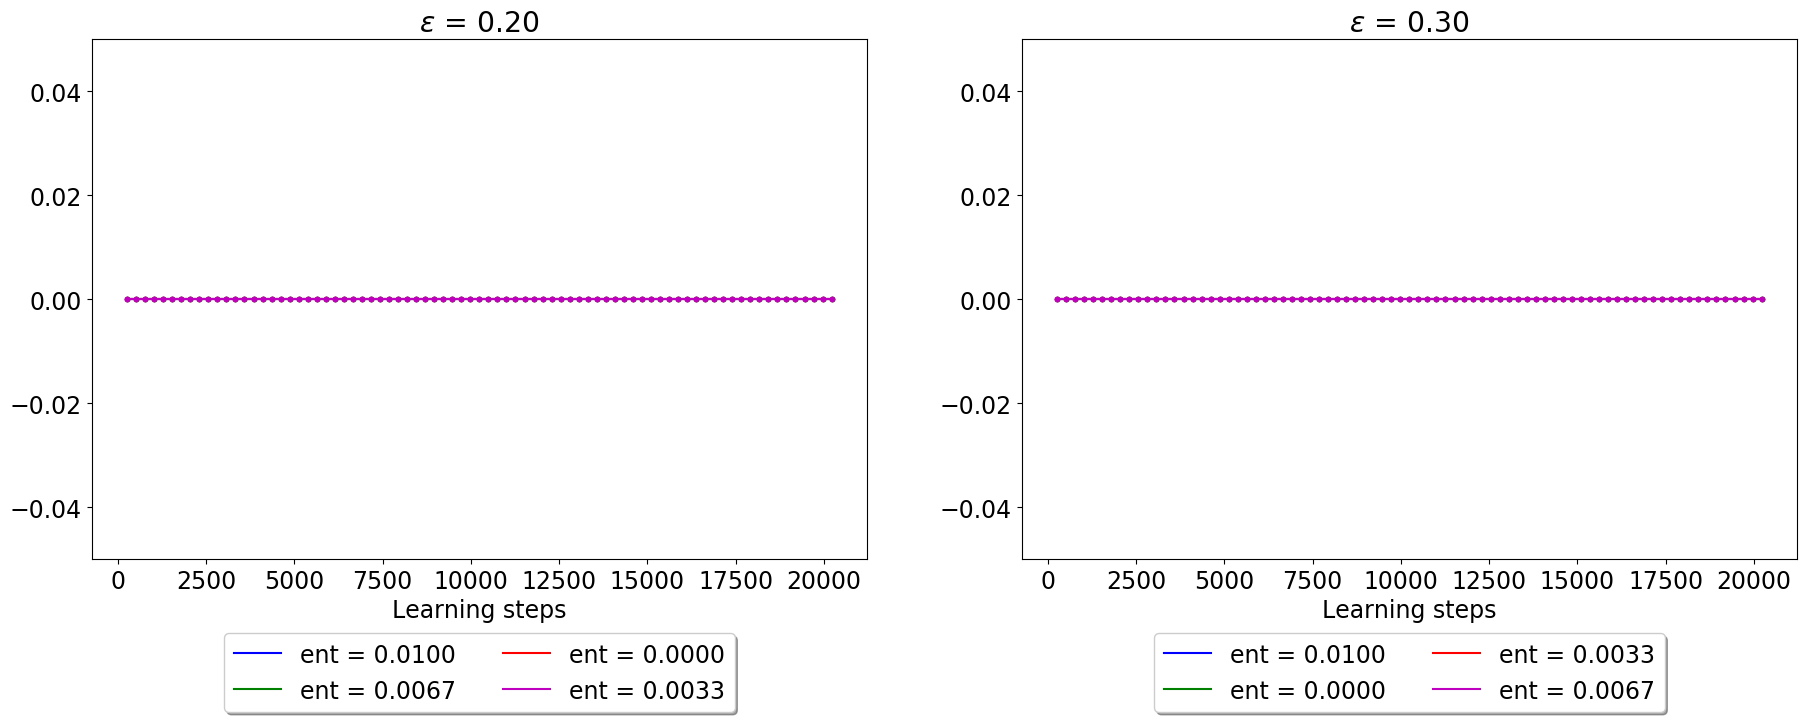 ε = 0.20
0.04
0.02
0.00
−0.02
−0.04
0 2500 5000 7500 10000 12500 15000 17500 20000
Learning steps
ent = 0.0100 ent = 0.0000
ent = 0.0067 ent = 0.0033
ε = 0.30
0.04
0.02
0.00
−0.02
−0.04
0 2500 5000 7500 10000 12500 15000 17500 20000
Learning steps
ent = 0.0100 ent = 0.0033
ent = 0.0000 ent = 0.0067